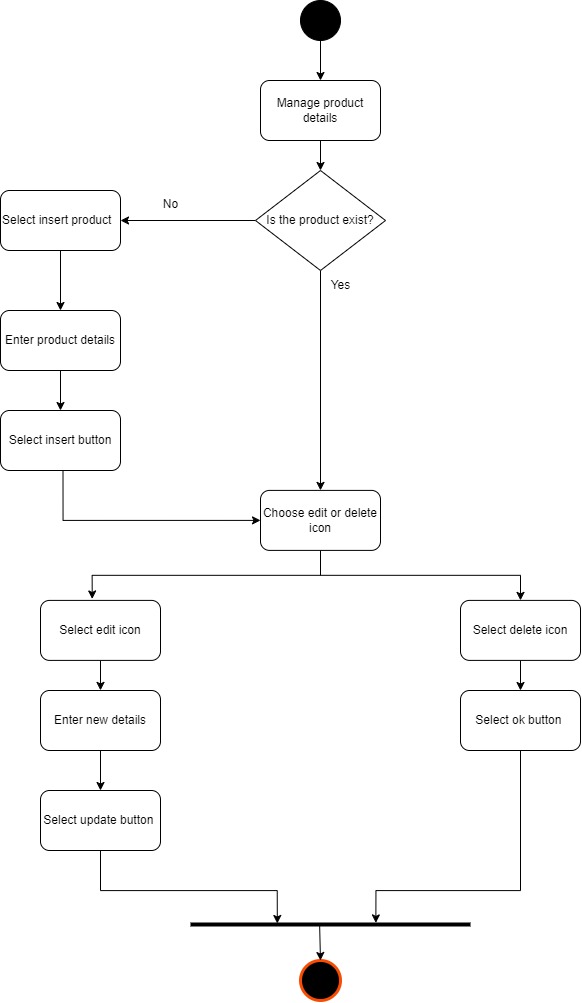 Manage product
details
Is the product exist?
No
Yes
Select insert product
Enter product details
Select insert button
Choose edit or delete
icon
Select edit icon
Enter new details
Select update button
Select delete icon
Select ok button